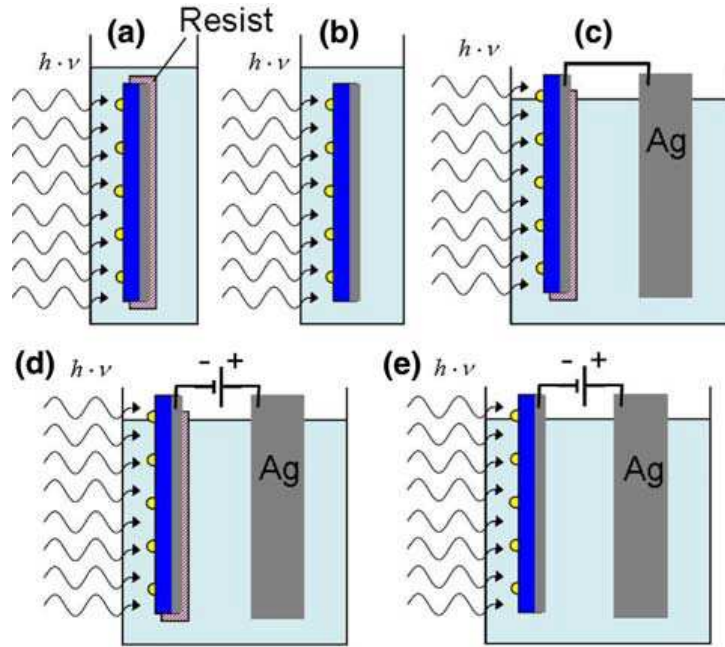 (a) Resist (b) (c)
h·ν h·ν h·ν
Ag
(d) (e)
h·ν - + h·ν - +
Ag Ag